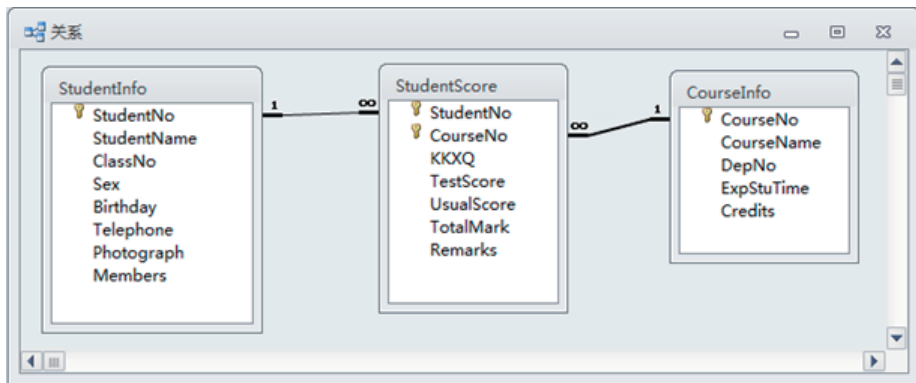 关系
StudentInfo
StudentNo
StudentName
ClassNo
Sex
Birthday
Telephone
Photograph
Members
1
∞
StudentScore
StudentNo
CourseNo
KKXQ
TestScore
UsualScore
TotalMark
Remarks
∞
1
CourseInfo
CourseNo
CourseName
DepNo
ExpStuTime
Credits